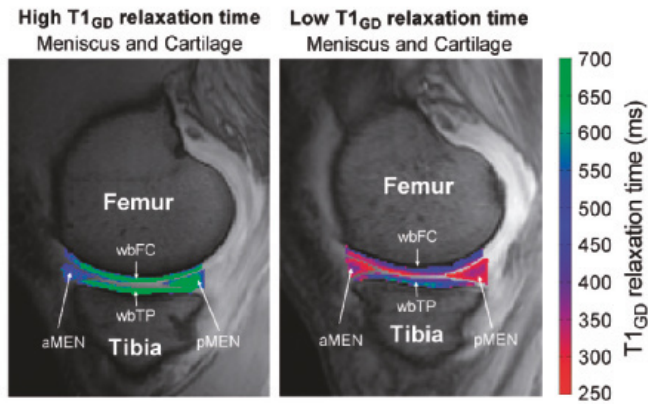 High T1GD relaxation time
Meniscus and Cartilage
Low T1GD relaxation time
Meniscus and Cartilage
Femur
wbFC
wbTP
aMEN
pMEN
Tibia
Femur
wbFC
wbTP
aMEN
pMEN
Tibia
700
650
600
550
500
450
400
350
300
250
T1GD relaxation time (ms)